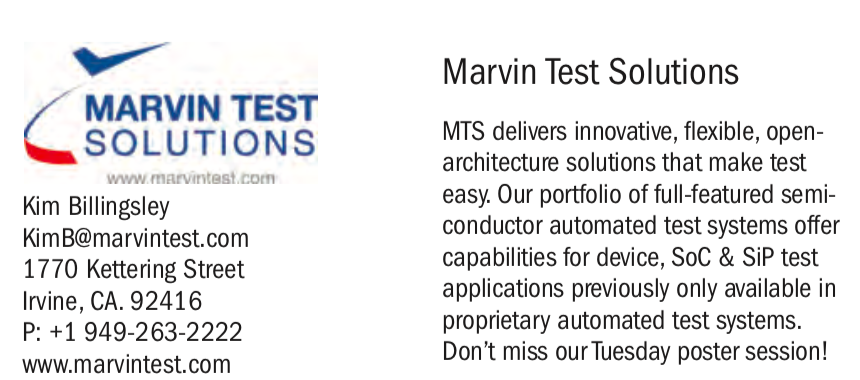 MARVIN TEST
SOLUTIONS
www.marvintest.com
Kim Billingsley
KimB@marvintest.com
1770 Kettering Street
Irvine, CA. 92416
P: +1 949-263-2222
www.marvintest.com
Marvin Test Solutions
MTS delivers innovative, flexible, open-
architecture solutions that make test
easy. Our portfolio of full-featured semi-
conductor automated test systems offer
capabilities for device, SoC & SiP test
applications previously only available in
proprietary automated test systems.
Don’t miss our Tuesday poster session!